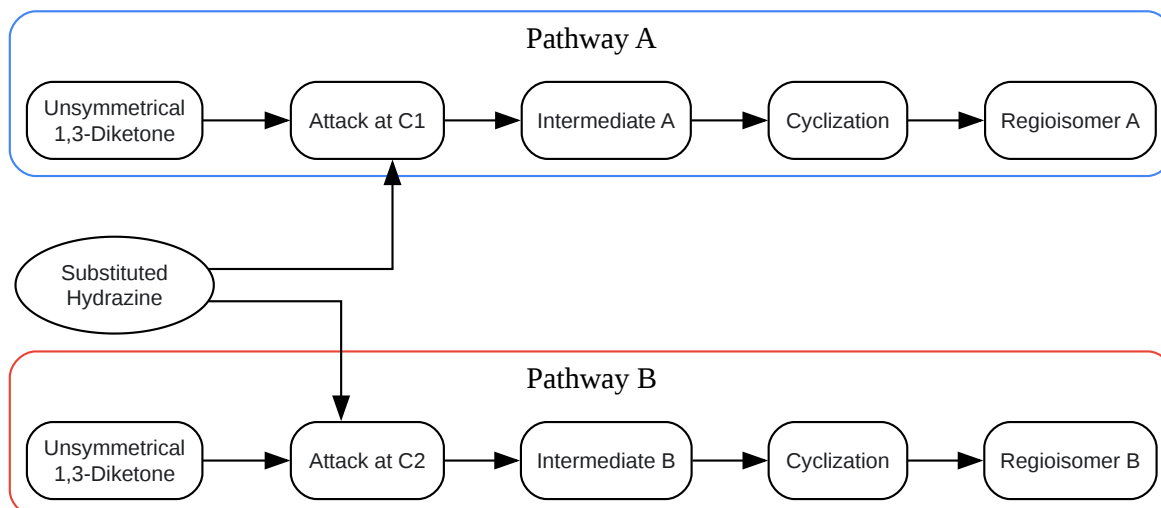 Pathway A
Unsymmetrical
1,3-Diketone
Attack at C1
Intermediate A
Cyclization
Regioisomer A
Substituted
Hydrazine
Pathway B
Unsymmetrical
1,3-Diketone
Attack at C2
Intermediate B
Cyclization
Regioisomer B